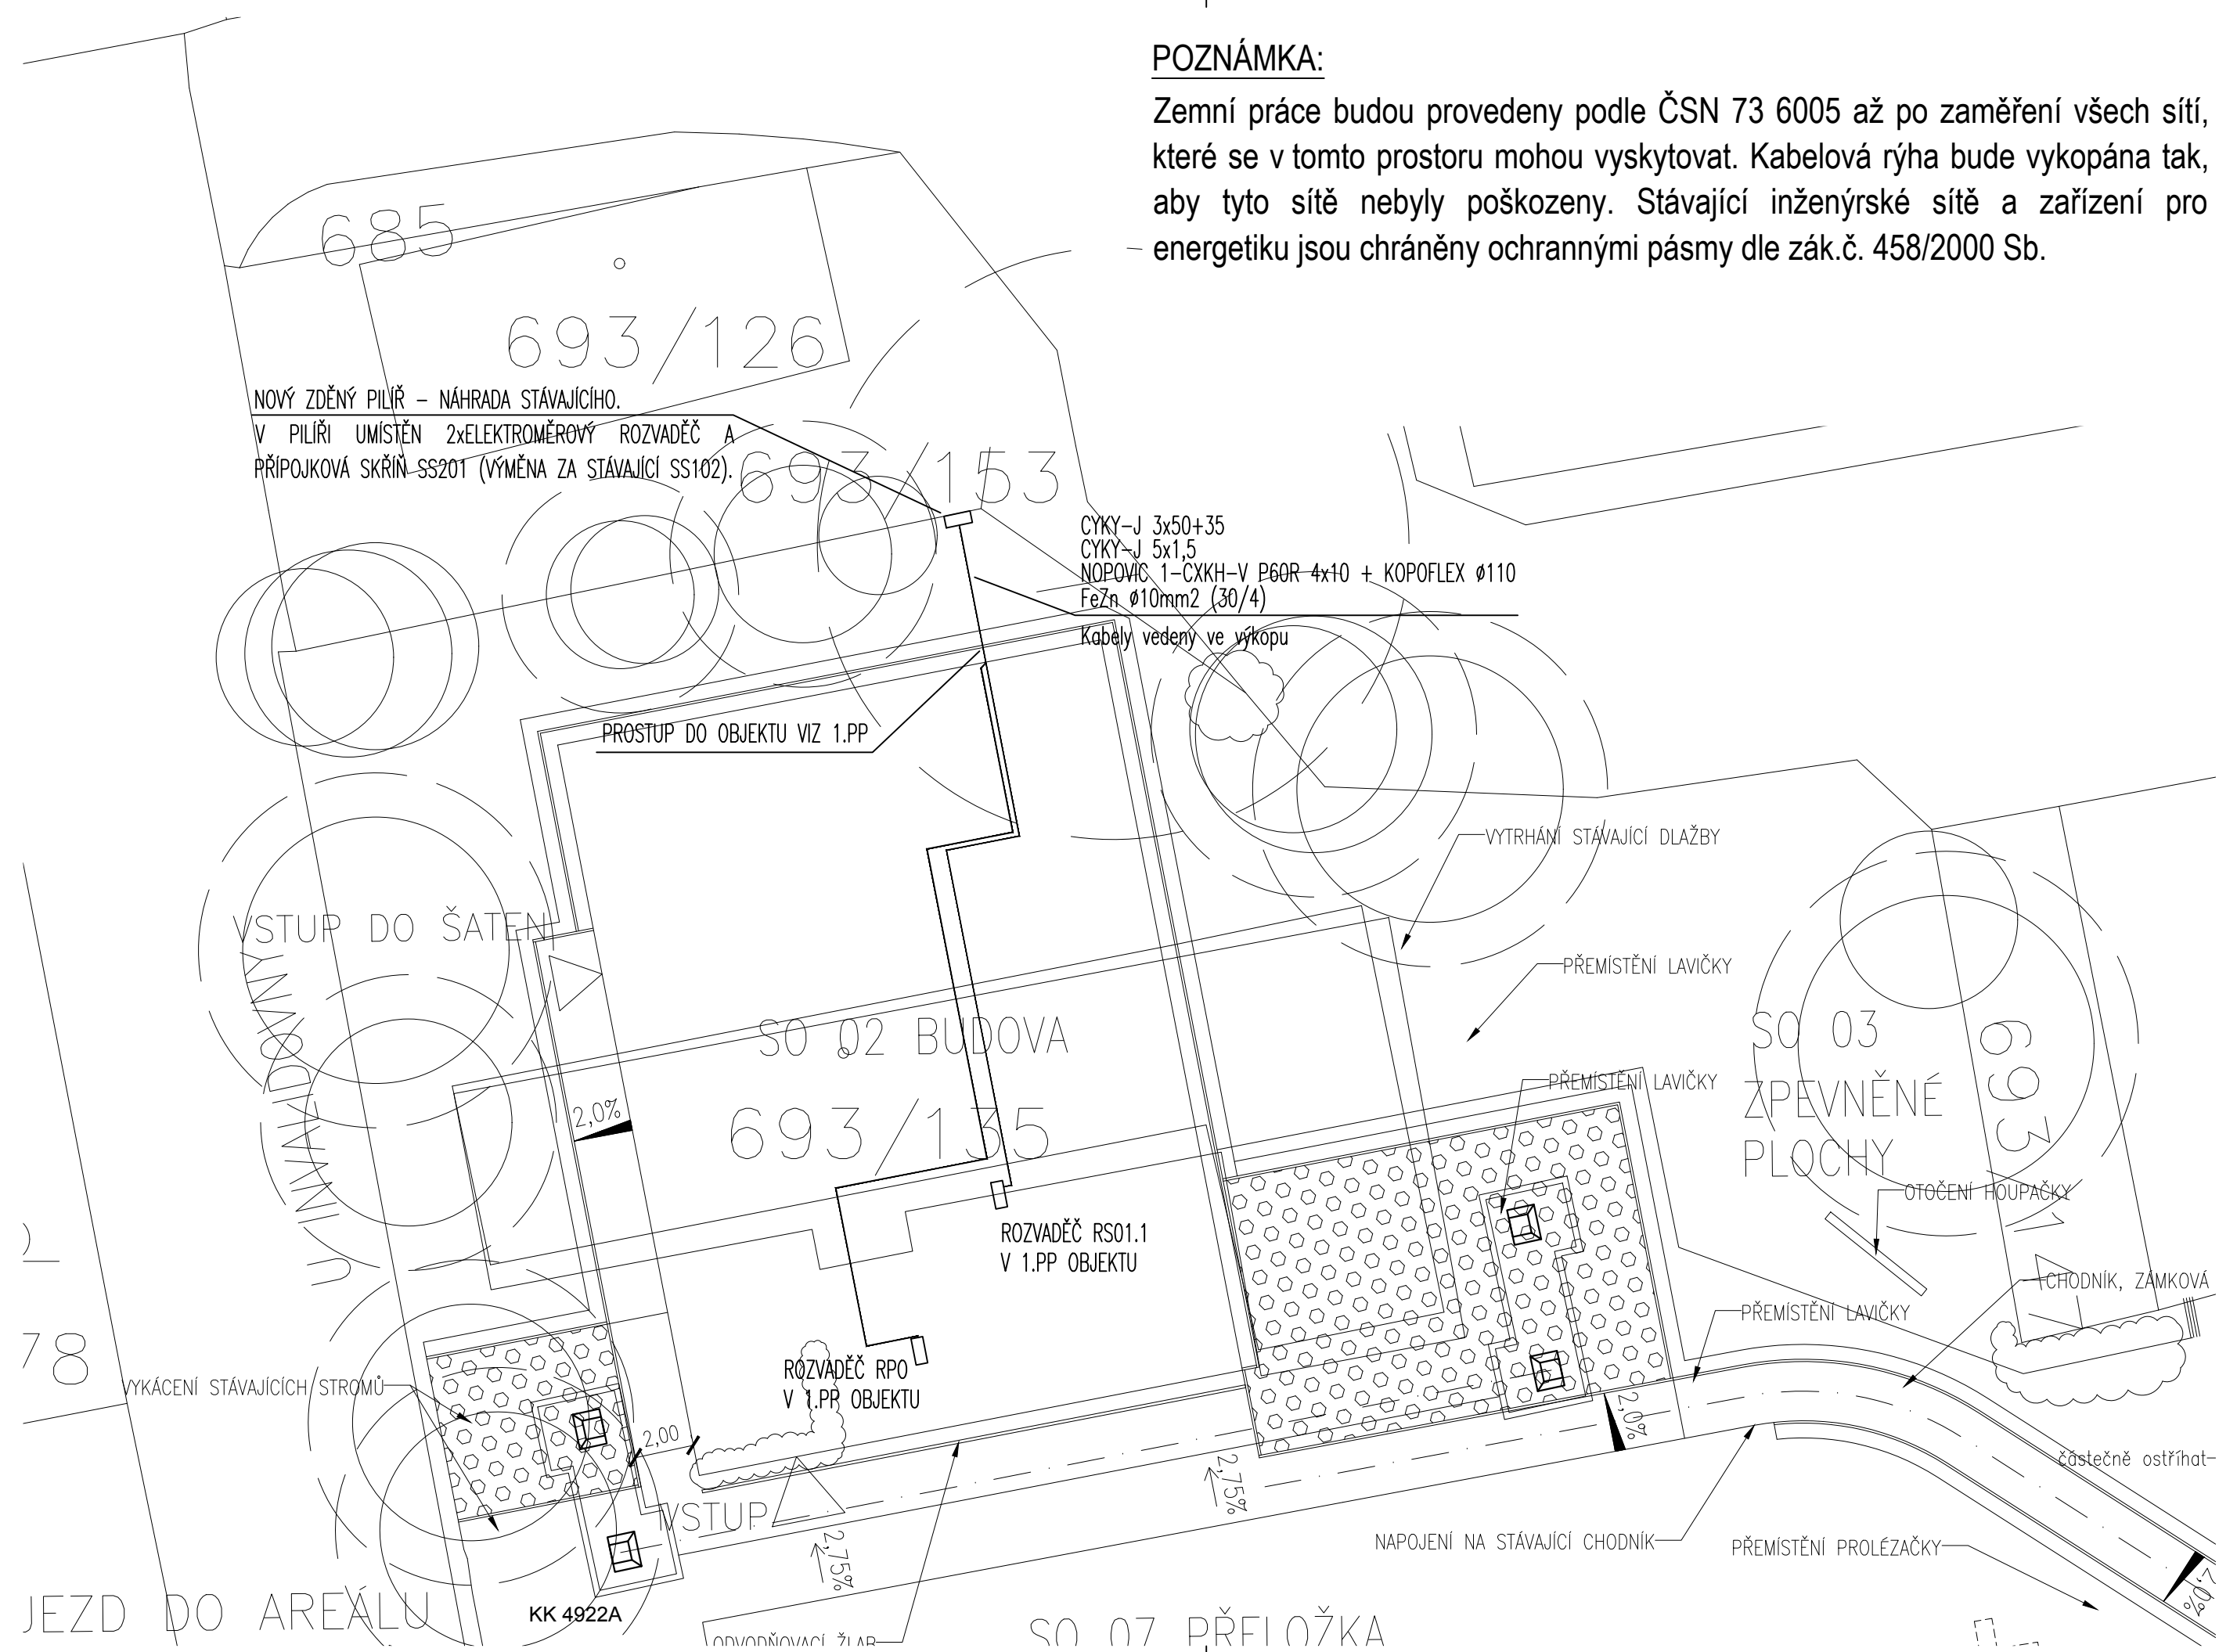 POZNÁMKA:
Zemní práce budou provedeny podle ČSN 73 6005 až po zaměření všech sítí,
které se v tomto prostoru mohou vyskytovat. Kabelová rýha bude vykopána tak,
aby tyto sítě nebyly poškozeny. Stávající inženýrské sítě a zařízení pro
energetiku jsou chráněny ochrannými pásmy dle zák.č. 458/2000 Sb.
685
693/126
NOVÝ ZDĚNÝ PILÍŘ – NÁHRADA STÁVAJÍCÍHO.
V PILÍŘI UMÍSTĚN 2xELEKTROMĚROVÝ ROZVADĚČ A
PŘÍPOJKOVÁ SKŘÍŇ SS201 (VÝMĚNA ZA STÁVAJÍCÍ SS102).
693/153
CYKY–J 3x50+35
CYKY–J 5x1,5
NOPOVIC 1–CXKH–V P60R 4x10 + KOPOFLEX ø110
FeZn ø10mm2 (30/4)
Kabely vedeny ve výkopu
PROSTUP DO OBJEKTU VIZ 1.PP
VYTRHÁNÍ STÁVAJÍCÍ DLAŽBY
VSTUP DO ŠATEN
PŘEMÍSTĚNÍ LAVIČKY
SO 02 BUDOVA
SO 03
ZPEVNĚNÉ
PLOCHY
693/1
PŘEMÍSTĚNÍ LAVIČKY
2,0%
693/135
U NÁHRADNÍ
OTOČENÍ HOUPAČKY
ROZVADĚČ RS01.1
V 1.PP OBJEKTU
CHODNÍK, ZÁMKOVÁ
PŘEMÍSTĚNÍ LAVIČKY
78
ROZVADĚČ RPO
V 1.PP OBJEKTU
VYKÁCENÍ STÁVAJÍCÍCH STROMŮ
2,0%
2,00
částečně ostříhat
2,75%
VSTUP
NAPOJENÍ NA STÁVAJÍCÍ CHODNÍK
PŘEMÍSTĚNÍ PROLÉZAČKY
2,75%
2,0%
JEZD DO AREÁLU
KK 4922A
ODVODŇOVACÍ ŽLAB
SO 07 PŘELOŽKA